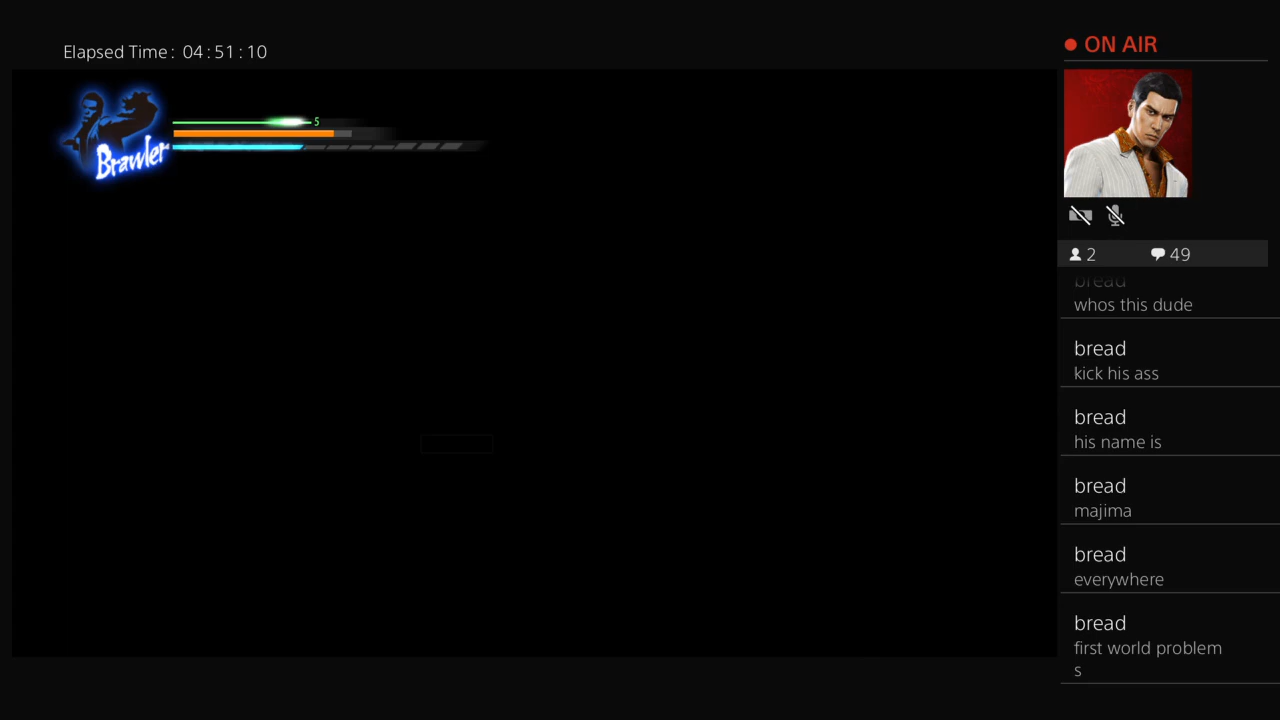 Elapsed Time: 04:51:10
ON AIR
Brawler
5
2
49
bread
whos this dude
bread
kick his ass
bread
his name is
bread
majima
bread
everywhere
bread
first world problem
s